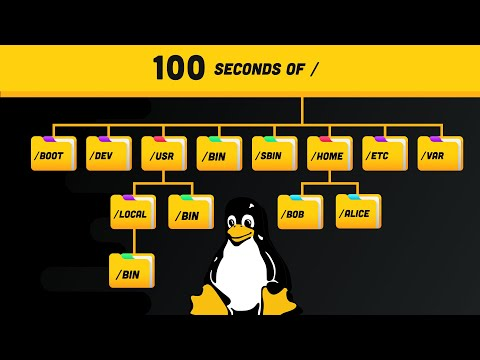 100 SECONDS OF /
/BOOT /DEV /USR /BIN /SBIN /HOME /ETC /VAR
/LOCAL /BIN /BOB /ALICE
/BIN